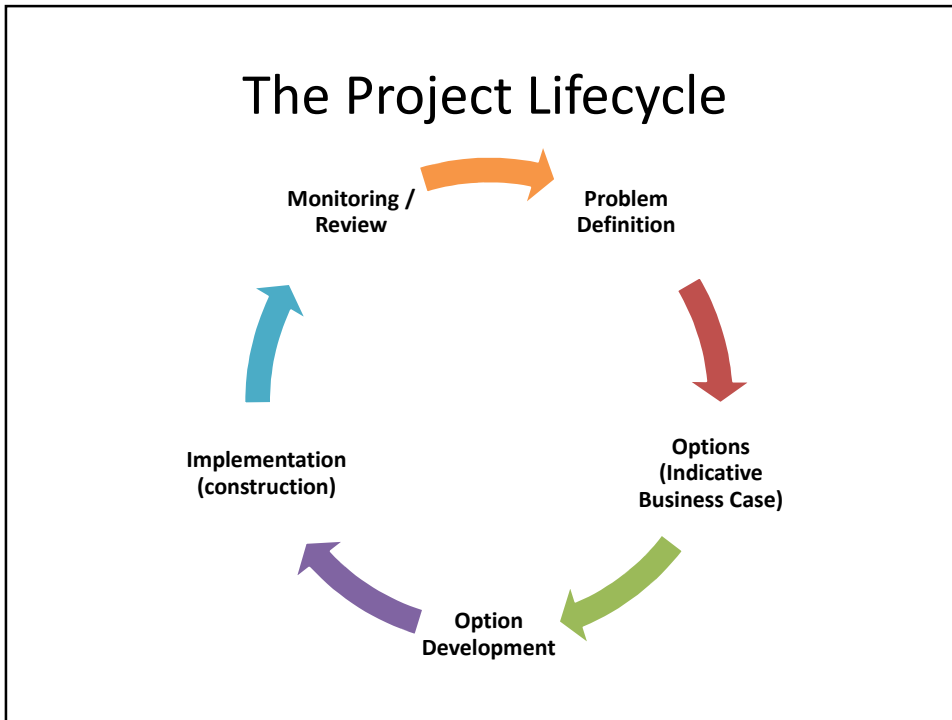 The Project Lifecycle
Monitoring /
Review
Problem
Definition
Options
(Indicative
Business Case)
Option
Development
Implementation
(construction)